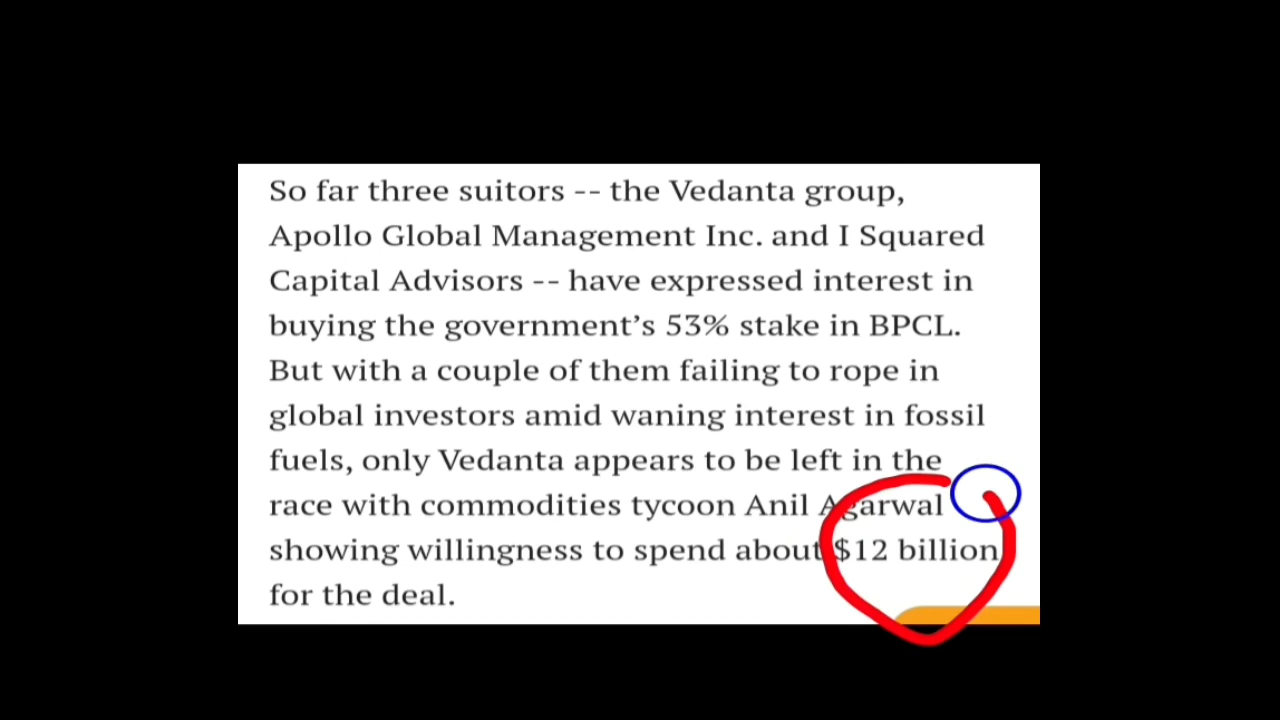 So far three suitors -- the Vedanta group,
Apollo Global Management Inc. and I Squared
Capital Advisors -- have expressed interest in
buying the government’s 53% stake in BPCL.
But with a couple of them failing to rope in
global investors amid waning interest in fossil
fuels, only Vedanta appears to be left in the
race with commodities tycoon Anil Agarwal
showing willingness to spend about $12 billion
for the deal.